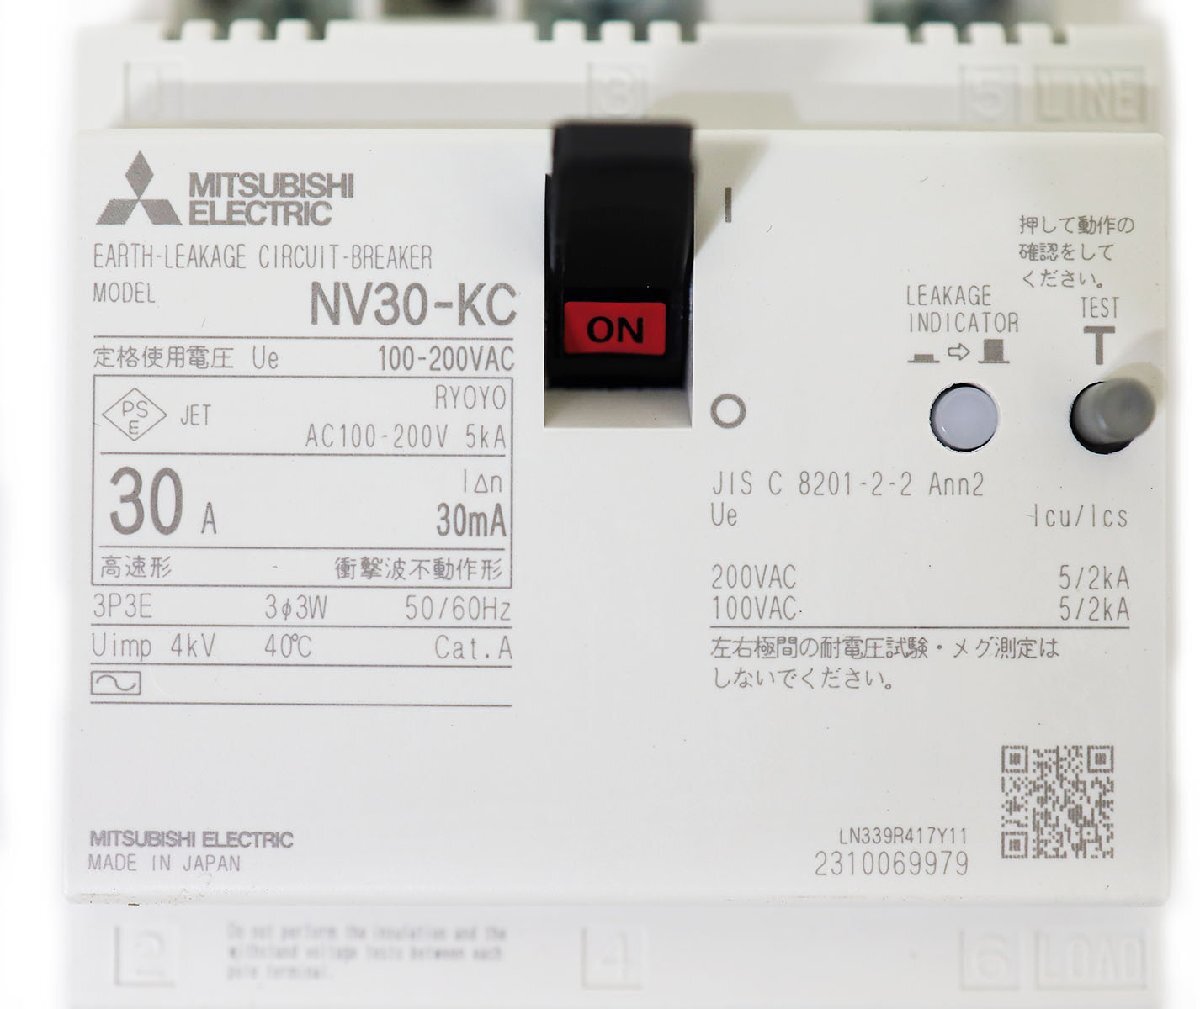 1 3 5 LINE
MITSUBISHI
ELECTRIC
EARTH-LEAKAGE CIRCUIT-BREAKER
MODEL NV30-KC
定格使用電圧 Ue 100-200VAC
PS
E
JET
RYOYO
AC100-200V 5kA
30 A
I△n
30mA
高速形 衝撃波不動作形
3P3E 3φ3W 50/60Hz
Uimp 4kV 40℃ Cat.A
MITSUBISHI ELECTRIC
MADE IN JAPAN
ON
I
O
押して動作の
確認をして
ください。
LEAKAGE
INDICATOR
TEST
T
JIS C 8201-2-2 Ann2
Ue Icu/Ics
200VAC 5/2kA
100VAC 5/2kA
左右極間の耐電圧試験・メグ測定は
しないでください。
LN339R417Y11
2310069979
2 4 6 LOAD
Do not perform the insulation and the
withstand voltage tests between each
pole terminal.